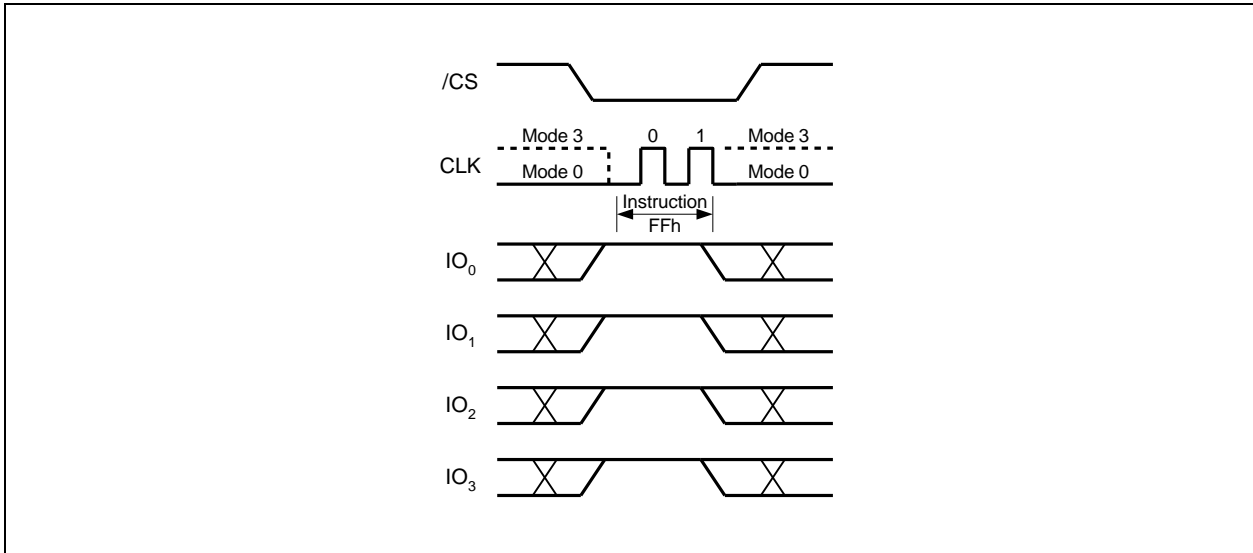 /CS
Mode 3 0 1 Mode 3
CLK
Mode 0 Mode 0
Instruction
FFh
IO0
IO1
IO2
IO3